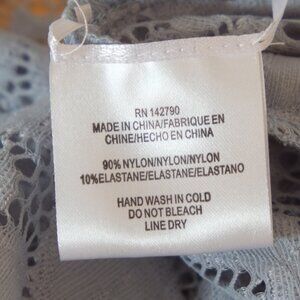 RN 142790
MADE IN CHINA/FABRIQUE EN
CHINE/HECHO EN CHINA
90% NYLON/NYLON/NYLON
10%ELASTANE/ELASTANE/ELASTANO
HAND WASH IN COLD
DO NOT BLEACH
LINE DRY